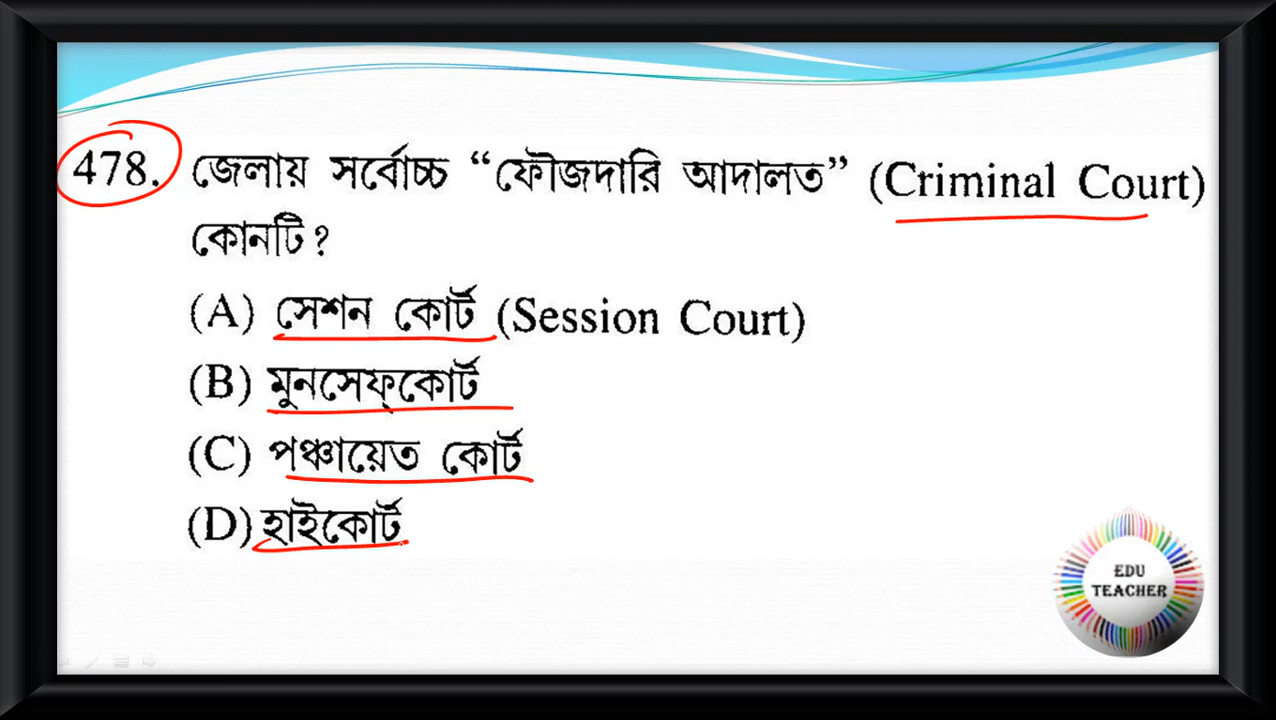 478. জেলায় সর্বোচ্চ “ফৌজদারি আদালত” (Criminal Court)
কোনটি?
(A) সেশন কোর্ট (Session Court)
(B) মুনসেফ্‌কোর্ট
(C) পঞ্চায়েত কোর্ট
(D) হাইকোর্ট
EDU
TEACHER